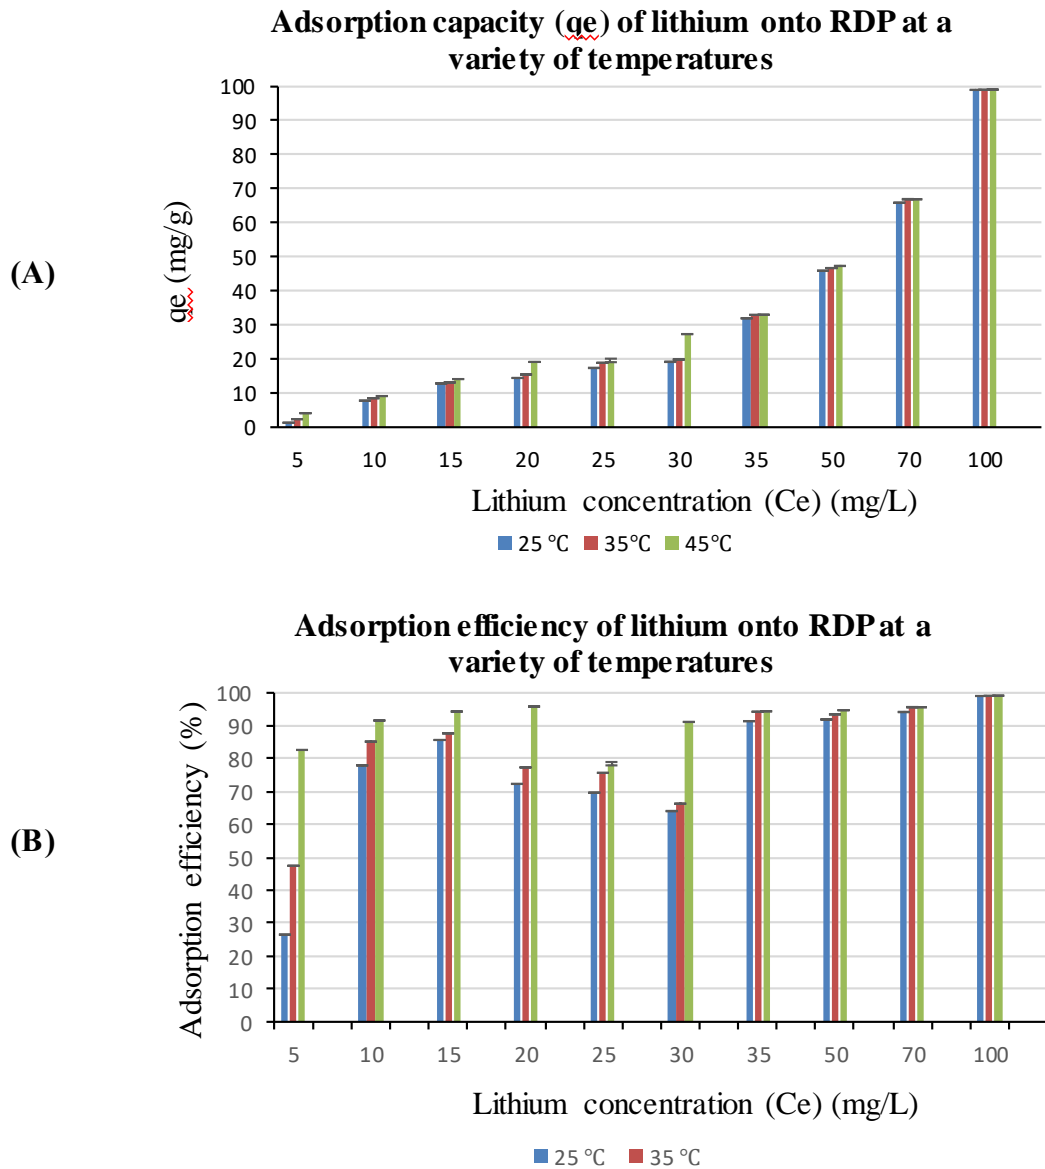 Adsorption capacity (qe) of lithium onto RDP at a
variety of temperatures
(A)
qe (mg/g)
100
90
80
70
60
50
40
30
20
10
0
5 10 15 20 25 30 35 50 70 100
Lithium concentration (Ce) (mg/L)
25 °C 35°C 45°C
Adsorption efficiency of lithium onto RDP at a
variety of temperatures
(B)
Adsorption efficiency (%)
100
90
80
70
60
50
40
30
20
10
0
5 10 15 20 25 30 35 50 70 100
Lithium concentration (Ce) (mg/L)
25 °C 35 °C